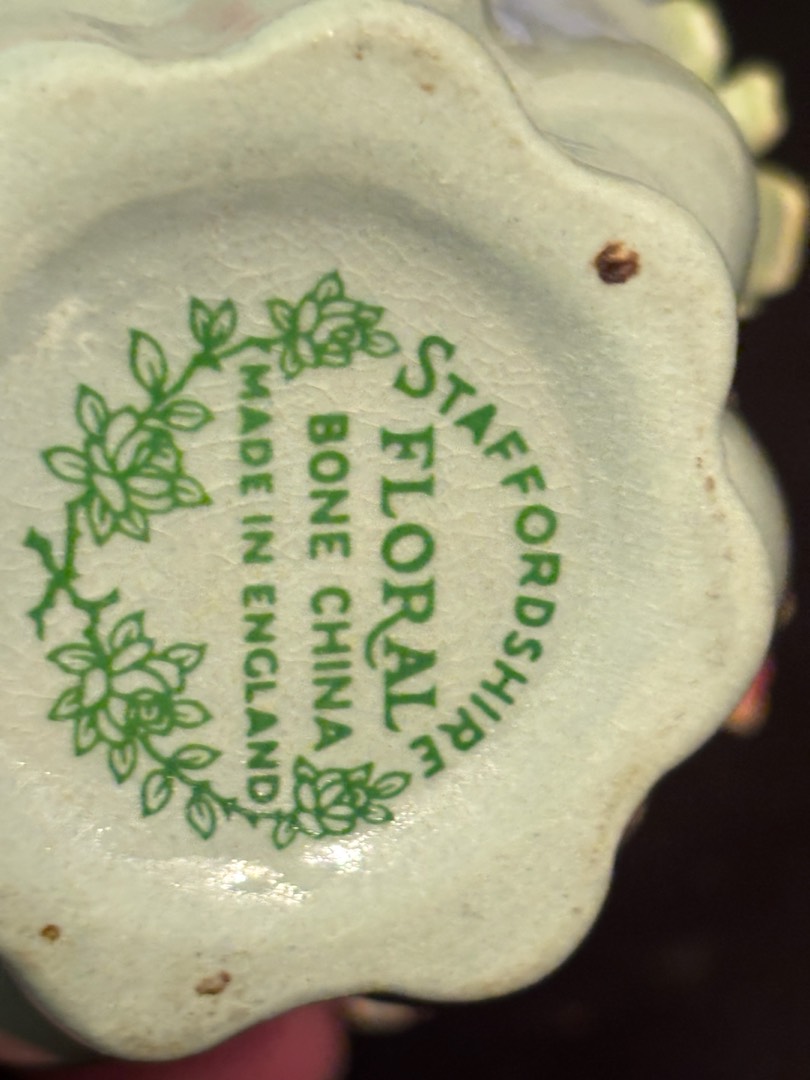 STAFFORDSHIRE
FLORAL
BONE CHINA
MADE IN ENGLAND